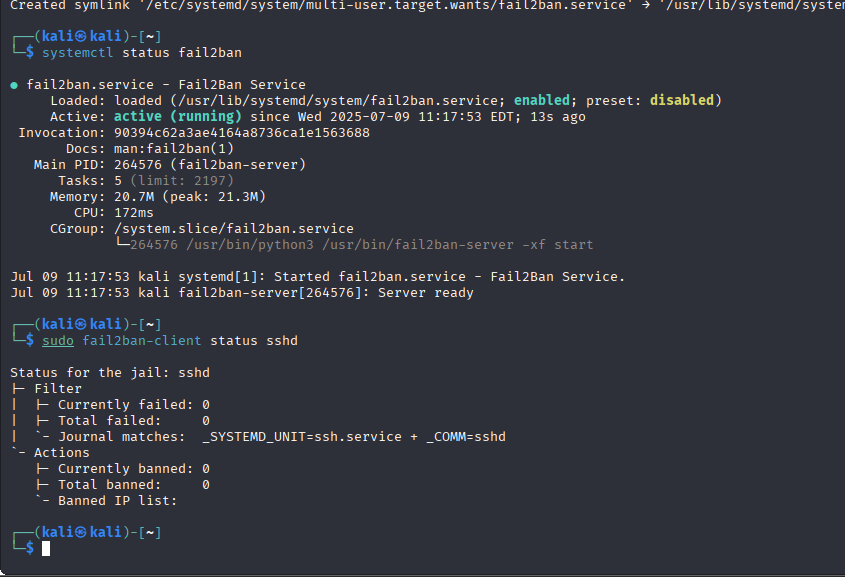 Created symlink '/etc/systemd/system/multi-user.target.wants/fail2ban.service' → '/usr/lib/systemd/system
┌──(kali㉿kali)-[~]
└─$ systemctl status fail2ban
● fail2ban.service - Fail2Ban Service
     Loaded: loaded (/usr/lib/systemd/system/fail2ban.service; enabled; preset: disabled)
     Active: active (running) since Wed 2025-07-09 11:17:53 EDT; 13s ago
 Invocation: 90394c62a3ae4164a8736ca1e1563688
       Docs: man:fail2ban(1)
   Main PID: 264576 (fail2ban-server)
      Tasks: 5 (limit: 2197)
     Memory: 20.7M (peak: 21.3M)
        CPU: 172ms
     CGroup: /system.slice/fail2ban.service
             └─264576 /usr/bin/python3 /usr/bin/fail2ban-server -xf start
Jul 09 11:17:53 kali systemd[1]: Started fail2ban.service - Fail2Ban Service.
Jul 09 11:17:53 kali fail2ban-server[264576]: Server ready
┌──(kali㉿kali)-[~]
└─$ sudo fail2ban-client status sshd
Status for the jail: sshd
|- Filter
|  |- Currently failed: 0
|  |- Total failed:     0
|  `- Journal matches:  _SYSTEMD_UNIT=ssh.service + _COMM=sshd
`- Actions
   |- Currently banned: 0
   |- Total banned:     0
   `- Banned IP list:
┌──(kali㉿kali)-[~]
└─$